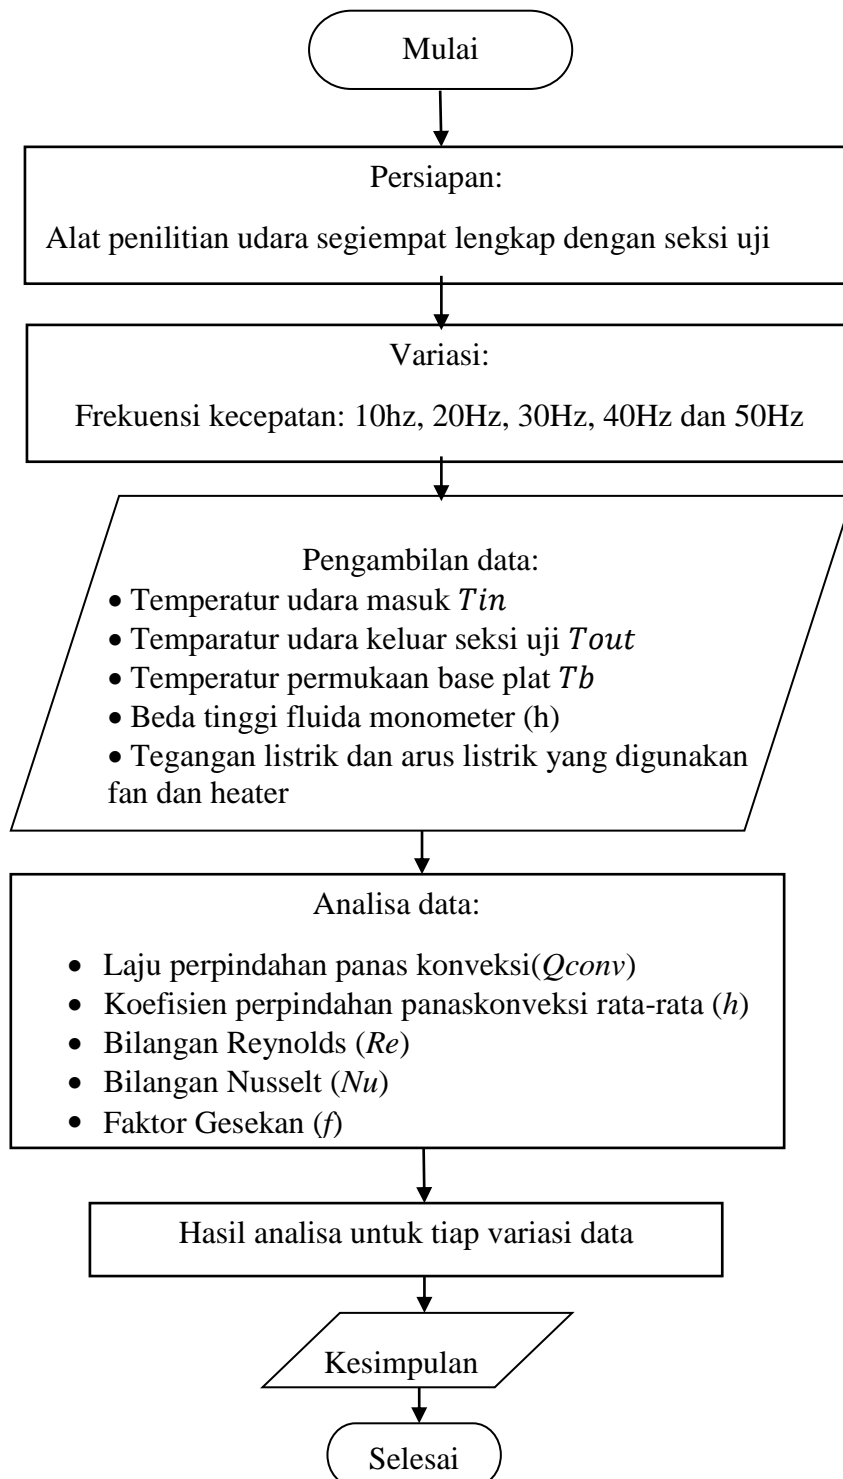 Mulai
Persiapan:
Alat penilitian udara segiempat lengkap dengan seksi uji
Variasi:
Frekuensi kecepatan: 10hz, 20Hz, 30Hz, 40Hz dan 50Hz
Pengambilan data:
• Temperatur udara masuk Tin
• Temparatur udara keluar seksi uji Tout
• Temperatur permukaan base plat Tb
• Beda tinggi fluida monometer (h)
• Tegangan listrik dan arus listrik yang digunakan
fan dan heater
Analisa data:
• Laju perpindahan panas konveksi(Qconv)
• Koefisien perpindahan panaskonveksi rata-rata (h)
• Bilangan Reynolds (Re)
• Bilangan Nusselt (Nu)
• Faktor Gesekan (f)
Hasil analisa untuk tiap variasi data
Kesimpulan
Selesai